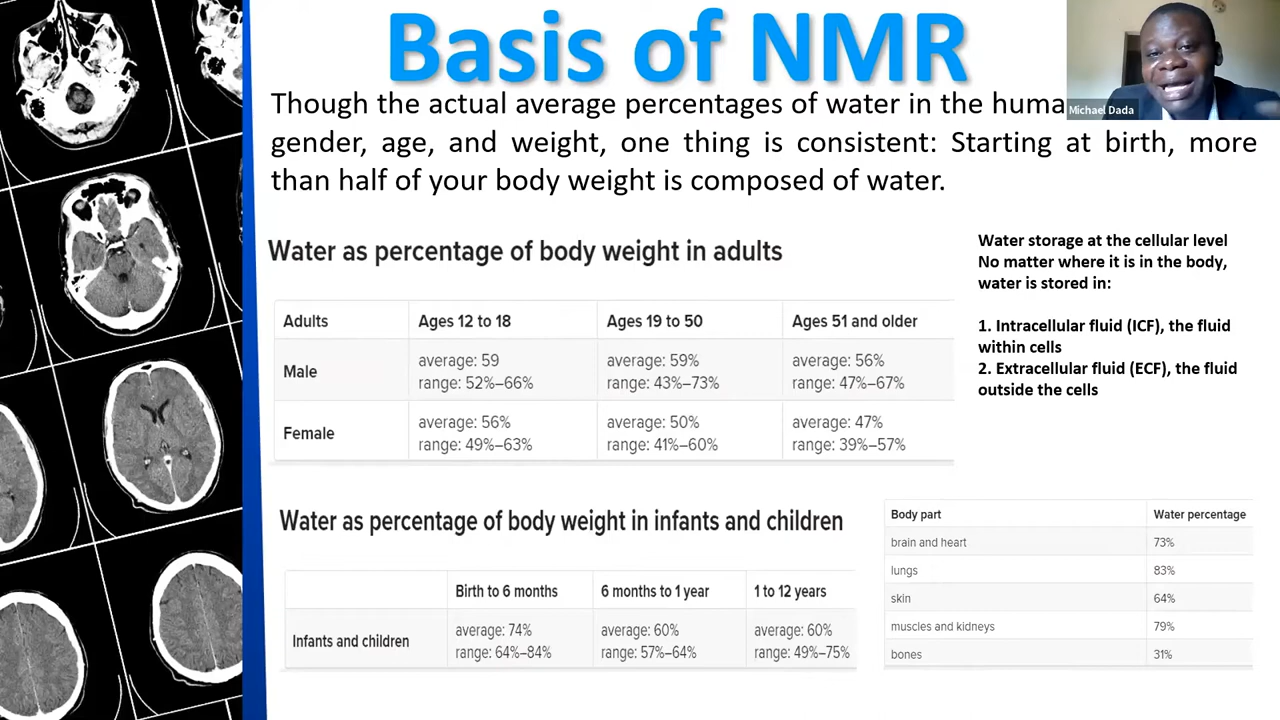 Basis of NMR
Though the actual average percentages of water in the huma
gender, age, and weight, one thing is consistent: Starting at birth, more
than half of your body weight is composed of water.
Michael Dada
Water as percentage of body weight in adults
Adults Ages 12 to 18 Ages 19 to 50 Ages 51 and older
Male
average: 59 average: 59% average: 56%
range: 52%–66% range: 43%–73% range: 47%–67%
Female
average: 56% average: 50% average: 47%
range: 49%–63% range: 41%–60% range: 39%–57%
Water storage at the cellular level
No matter where it is in the body,
water is stored in:
1. Intracellular fluid (ICF), the fluid
within cells
2. Extracellular fluid (ECF), the fluid
outside the cells
Water as percentage of body weight in infants and children
Birth to 6 months 6 months to 1 year 1 to 12 years
Infants and children
average: 74% average: 60% average: 60%
range: 64%–84% range: 57%–64% range: 49%–75%
Body part Water percentage
brain and heart 73%
lungs 83%
skin 64%
muscles and kidneys 79%
bones 31%